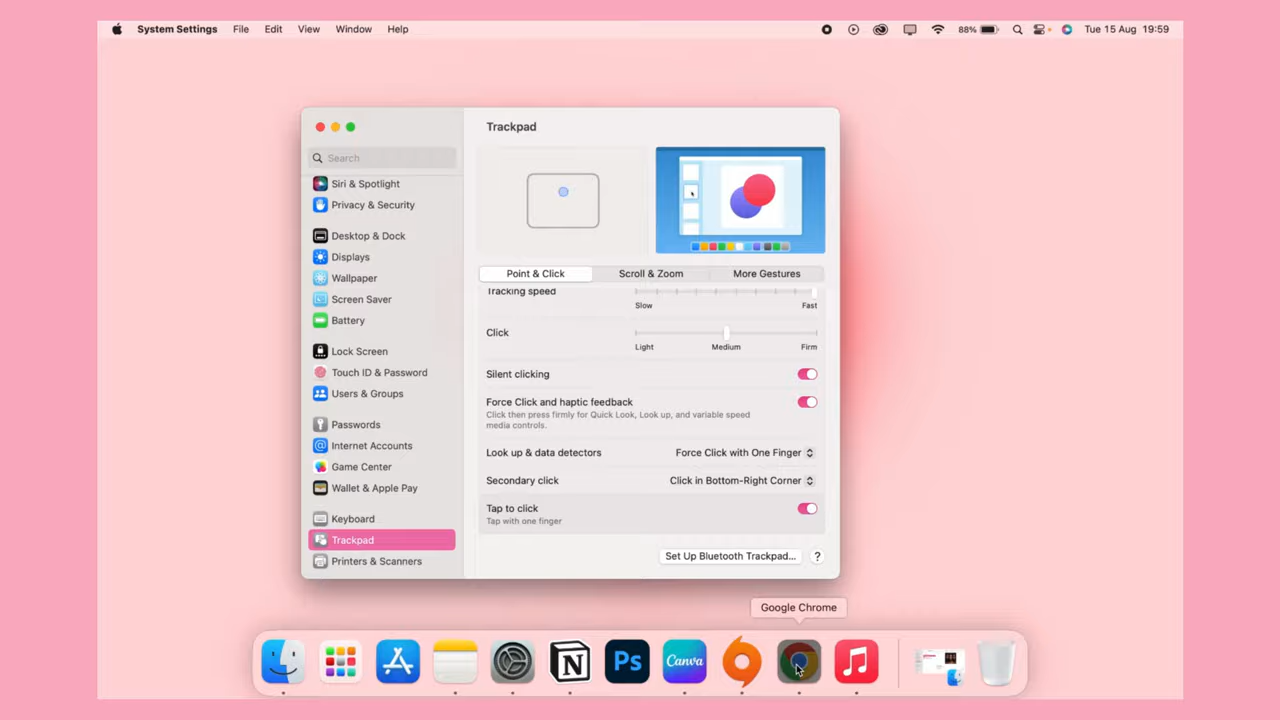 System Settings File Edit View Window Help 88% Tue 15 Aug 19:59
Trackpad
Search
Siri & Spotlight
Privacy & Security
Desktop & Dock
Displays
Wallpaper
Screen Saver
Battery
Lock Screen
Touch ID & Password
Users & Groups
Passwords
Internet Accounts
Game Center
Wallet & Apple Pay
Keyboard
Trackpad
Printers & Scanners
Point & Click Scroll & Zoom More Gestures
Tracking speed
Slow Fast
Click
Light Medium Firm
Silent clicking
Force Click and haptic feedback
Click then press firmly for Quick Look, Look up, and variable speed
media controls.
Look up & data detectors Force Click with One Finger
Secondary click Click in Bottom-Right Corner
Tap to click
Tap with one finger
Set Up Bluetooth Trackpad... ?
Google Chrome
N Ps Canva